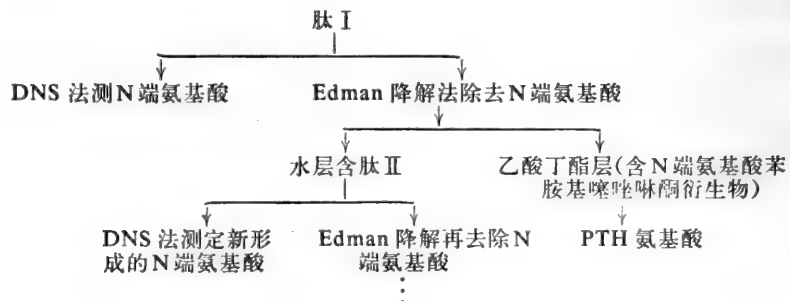 肽Ⅰ
DNS 法测N端氨基酸
Edman 降解法除去N端氨基酸
水层含肽Ⅱ
乙酸丁酯层(含N端氨基酸苯
胺基噻唑啉酮衍生物)
DNS 法测定新形
成的N端氨基酸
Edman 降解再去除N
端氨基酸
PTH 氨基酸